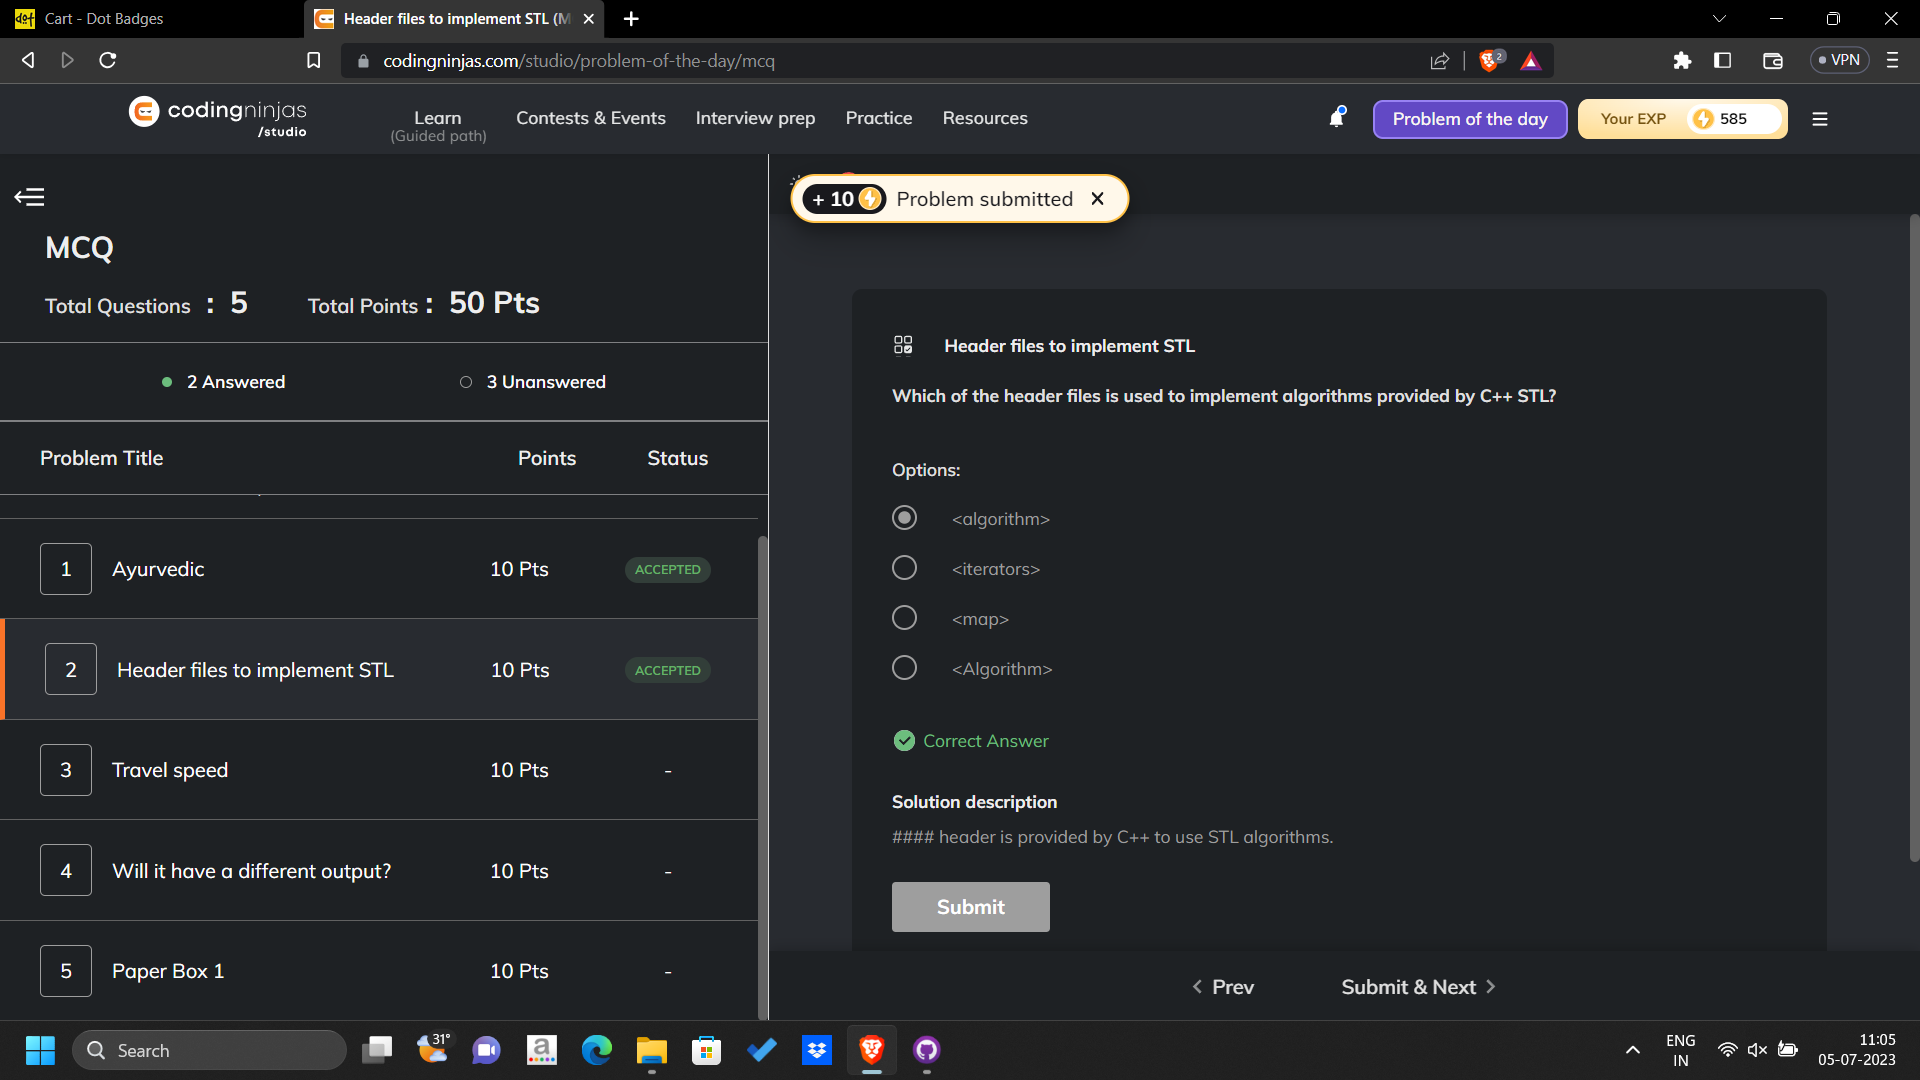 dot Cart - Dot Badges
Header files to implement STL (M
codingninjas.com/studio/problem-of-the-day/mcq
2
VPN
codingninjas
/studio
Learn
(Guided path)
Contests & Events
Interview prep
Practice
Resources
Problem of the day
Your EXP
585
+ 10
Problem submitted
MCQ
Total Questions : 5
Total Points : 50 Pts
2 Answered
3 Unanswered
Problem Title
Points
Status
1 Ayurvedic 10 Pts ACCEPTED
2 Header files to implement STL 10 Pts ACCEPTED
3 Travel speed 10 Pts -
4 Will it have a different output? 10 Pts -
5 Paper Box 1 10 Pts -
Header files to implement STL
Which of the header files is used to implement algorithms provided by C++ STL?
Options:
<algorithm>
<iterators>
<map>
<Algorithm>
Correct Answer
Solution description
#### header is provided by C++ to use STL algorithms.
Submit
Prev
Submit & Next
Search
31°
a
ENG
IN
11:05
05-07-2023